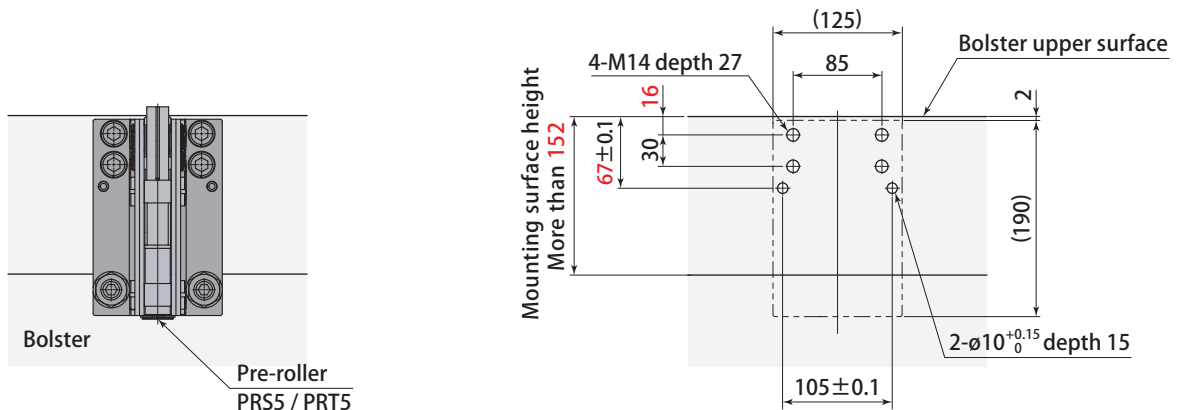 Bolster
Pre-roller
PRS5 / PRT5
(125)
Bolster upper surface
4-M14 depth 27
85
16
2
67±0.1
30
Mounting surface height
More than 152
(190)
2-ø10 +0.15 0 depth 15
105±0.1